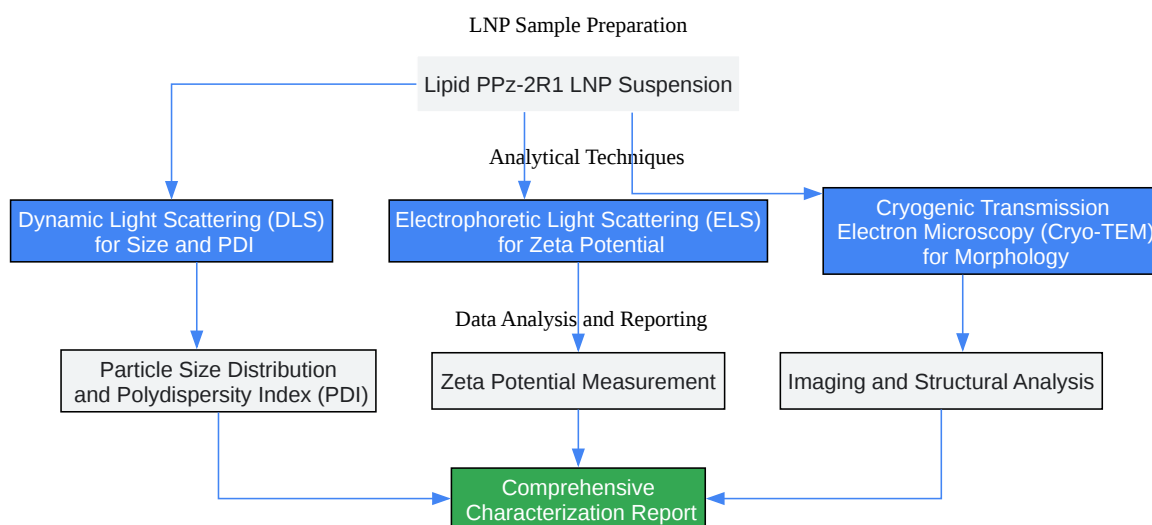 LNP Sample Preparation
Lipid PPz-2R1 LNP Suspension
Analytical Techniques
Dynamic Light Scattering (DLS)
for Size and PDI
Electrophoretic Light Scattering (ELS)
for Zeta Potential
Cryogenic Transmission
Electron Microscopy (Cryo-TEM)
for Morphology
Data Analysis and Reporting
Particle Size Distribution
and Polydispersity Index (PDI)
Zeta Potential Measurement
Imaging and Structural Analysis
Comprehensive
Characterization Report